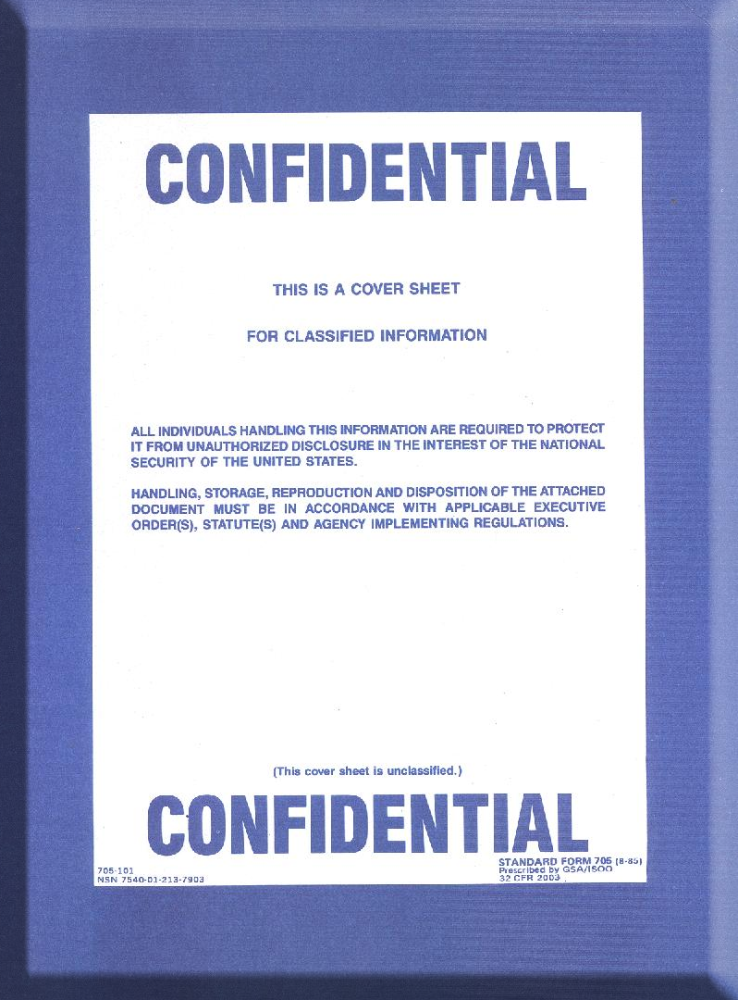 CONFIDENTIAL
THIS IS A COVER SHEET
FOR CLASSIFIED INFORMATION
ALL INDIVIDUALS HANDLING THIS INFORMATION ARE REQUIRED TO PROTECT
IT FROM UNAUTHORIZED DISCLOSURE IN THE INTEREST OF THE NATIONAL
SECURITY OF THE UNITED STATES.
HANDLING, STORAGE, REPRODUCTION AND DISPOSITION OF THE ATTACHED
DOCUMENT MUST BE IN ACCORDANCE WITH APPLICABLE EXECUTIVE
ORDER(S), STATUTE(S) AND AGENCY IMPLEMENTING REGULATIONS.
(This cover sheet is unclassified.)
CONFIDENTIAL
705-101
NSN 7540-01-213-7903
STANDARD FORM 705 (8-85)
Prescribed by GSA/ISOO
32 CFR 2003